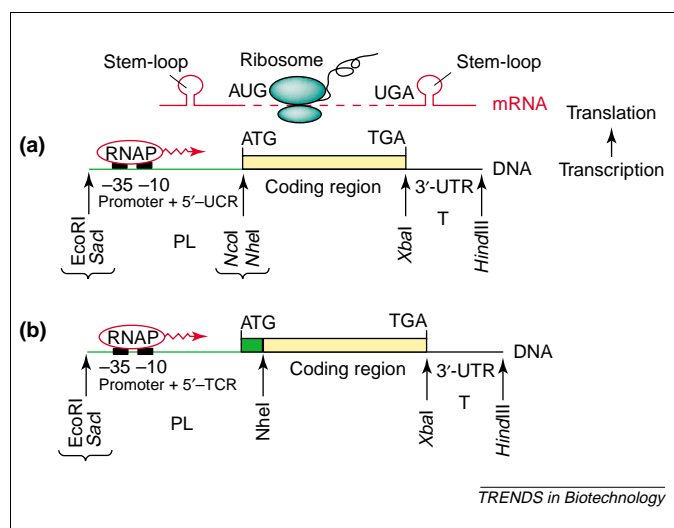 Ribosome
Stem-loop
Stem-loop
AUG
UGA
mRNA
Translation
Transcription
(a)
RNAP
ATG
TGA
DNA
–35 –10
Coding region
3′-UTR
Promoter + 5′–UCR
T
PL
EcoRI
SacI
NcoI
NheI
XbaI
HindIII
(b)
RNAP
ATG
TGA
DNA
–35 –10
Coding region
3′-UTR
Promoter + 5′–TCR
T
PL
EcoRI
SacI
NheI
XbaI
HindIII
TRENDS in Biotechnology